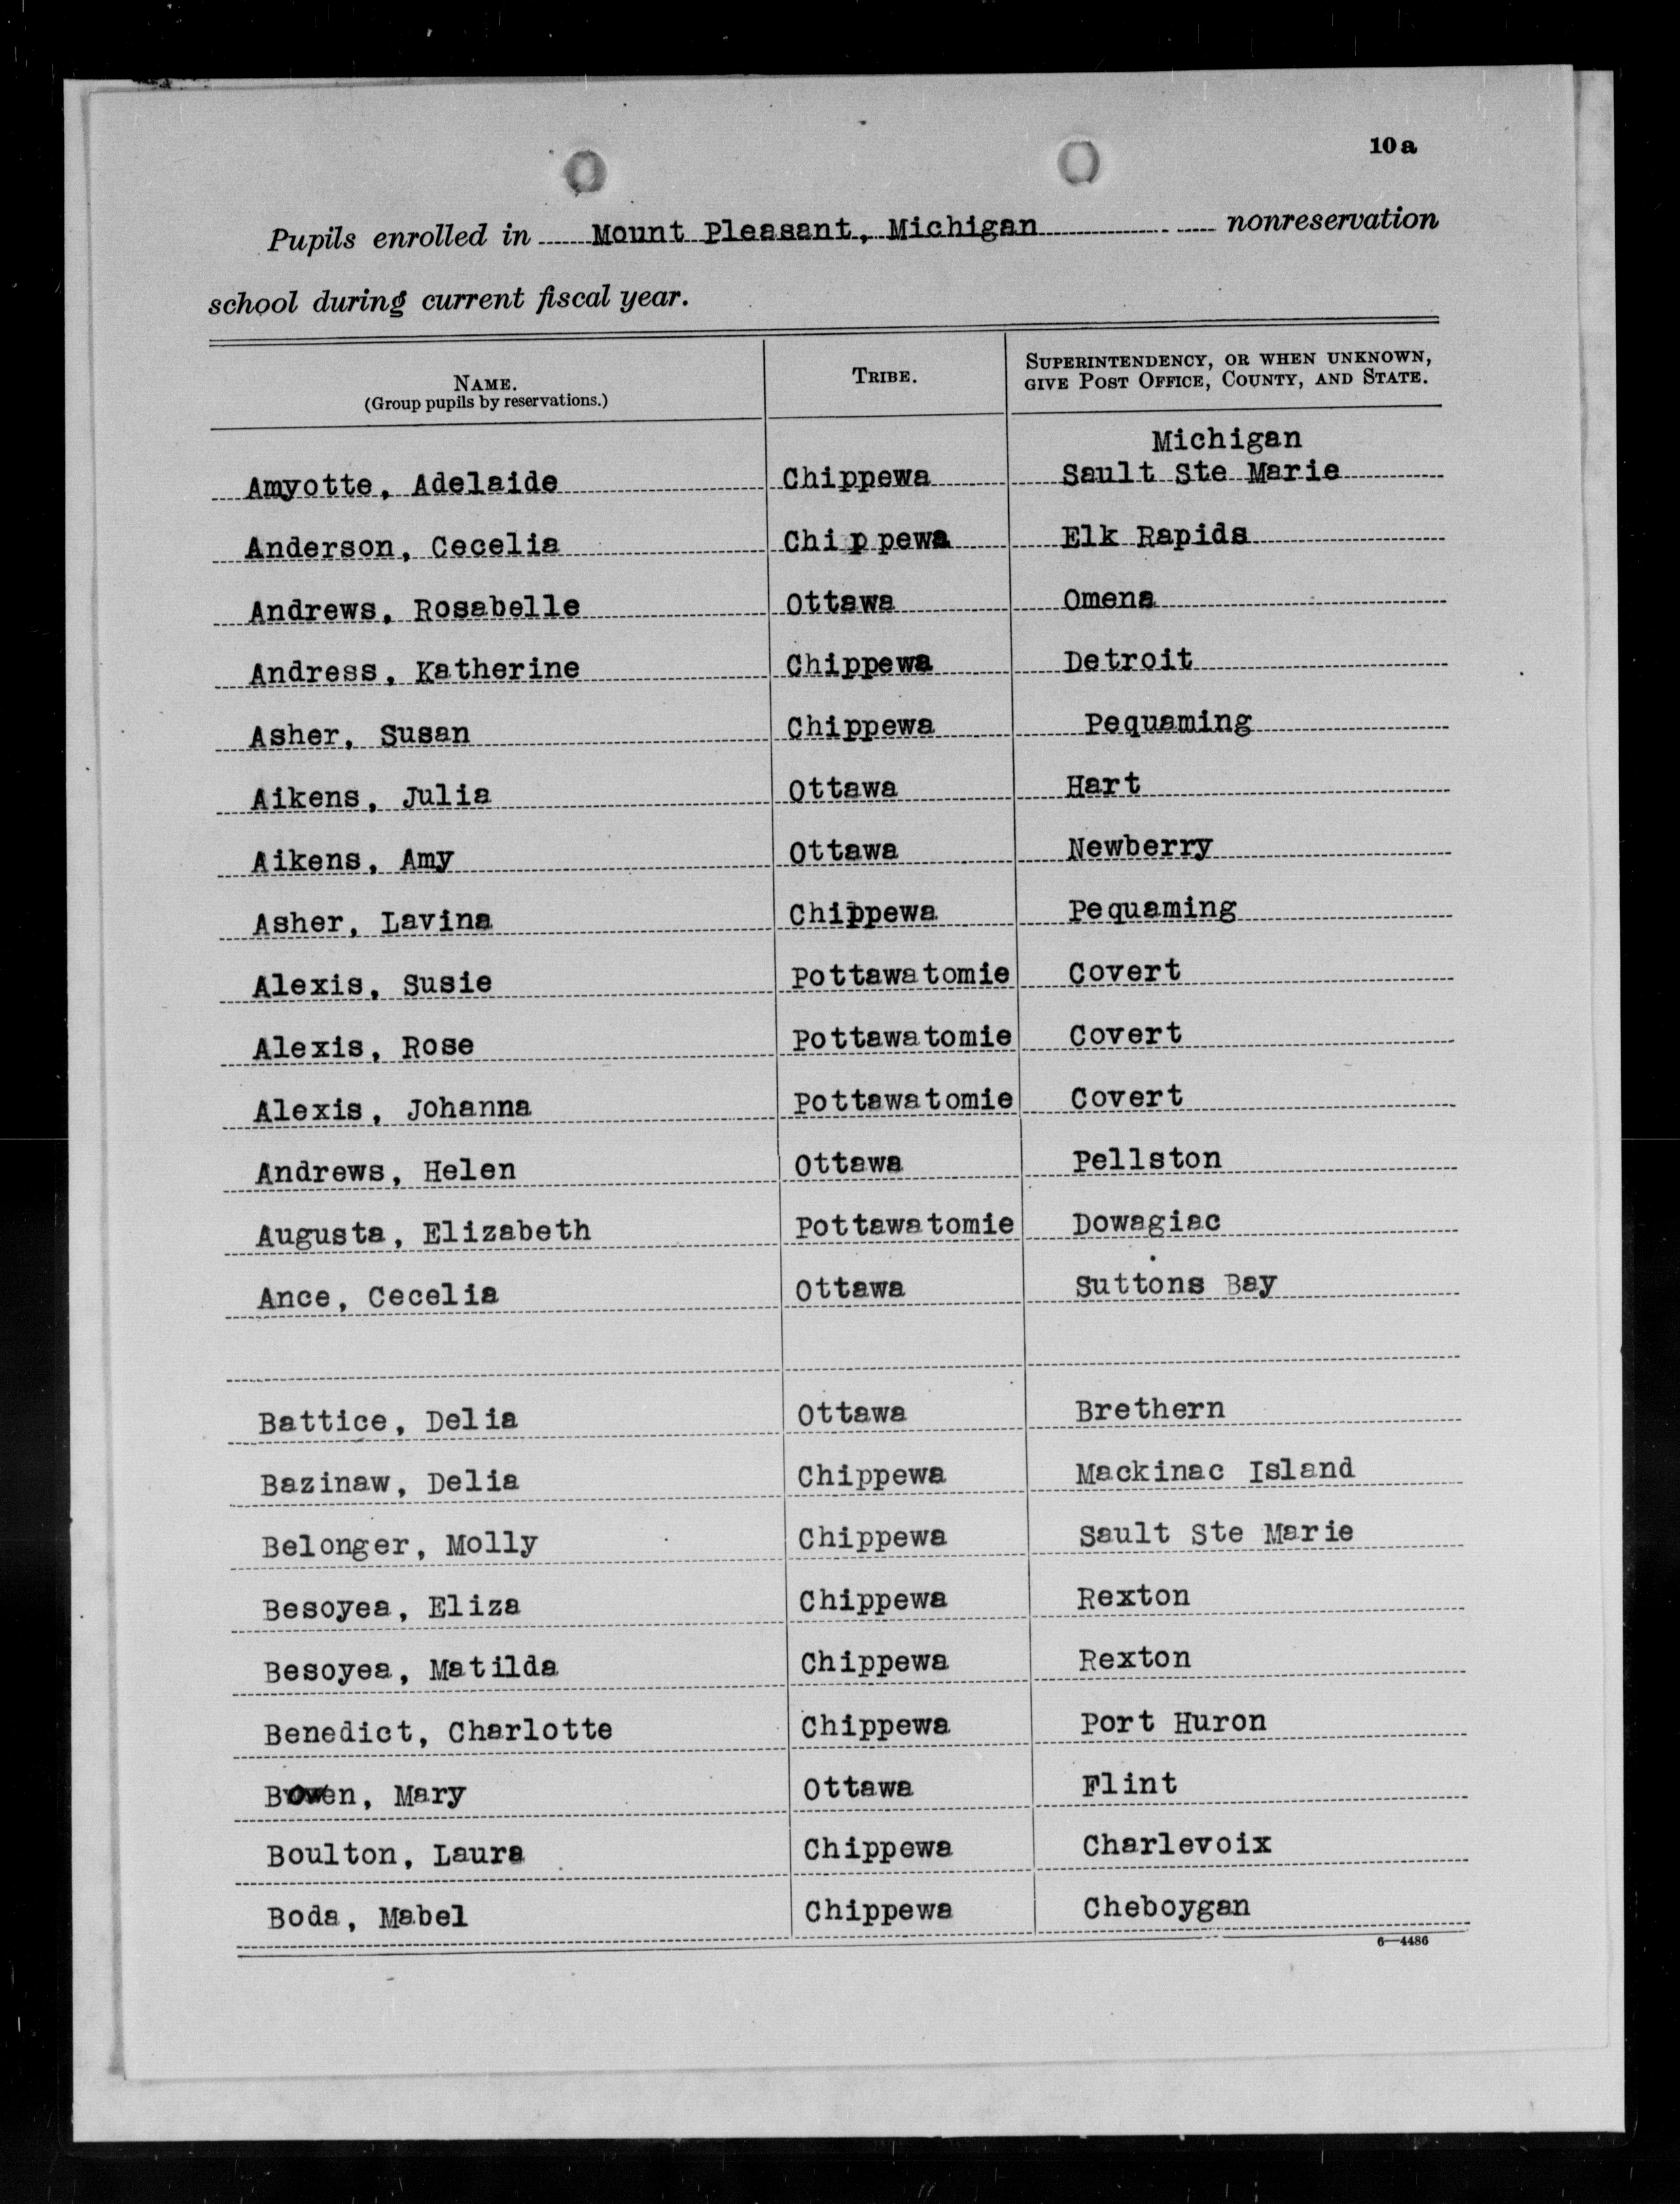 10 a
Pupils enrolled in Mount Pleasant, Michigan nonreservation
school during current fiscal year.
NAME. TRIBE. SUPERINTENDENCY, OR WHEN UNKNOWN,
(Group pupils by reservations.) GIVE POST OFFICE, COUNTY, AND STATE.
Michigan
Amyotte, Adelaide Chippewa Sault Ste Marie
Anderson, Cecelia Chippewa Elk Rapids
Andrews, Rosabelle Ottawa Omena
Andress, Katherine Chippewa Detroit
Asher, Susan Chippewa Pequaming
Aikens, Julia Ottawa Hart
Aikens, Amy Ottawa Newberry
Asher, Lavina Chippewa Pequaming
Alexis, Susie Pottawatomie Covert
Alexis, Rose Pottawatomie Covert
Alexis, Johanna Pottawatomie Covert
Andrews, Helen Ottawa Pellston
Augusta, Elizabeth Pottawatomie Dowagiac
Ance, Cecelia Ottawa Suttons Bay
Battice, Delia Ottawa Brethern
Bazinaw, Delia Chippewa Mackinac Island
Belonger, Molly Chippewa Sault Ste Marie
Besoyea, Eliza Chippewa Rexton
Besoyea, Matilda Chippewa Rexton
Benedict, Charlotte Chippewa Port Huron
Mary Ottawa Flint
Boulton, Laura Chippewa Charlevoix
Boda, Mabel Chippewa Cheboygan
6—4486